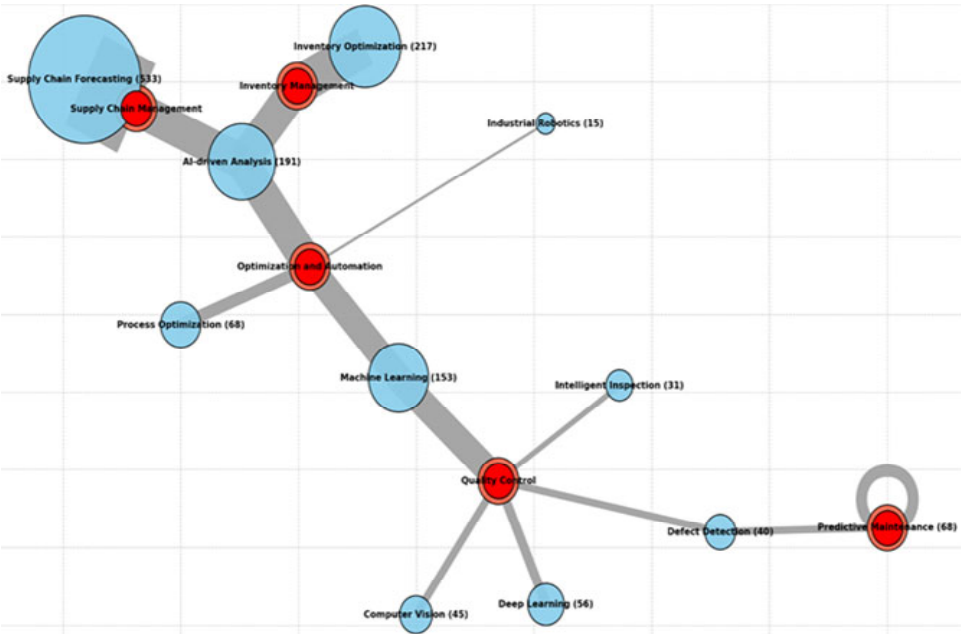 Inventory Optimization (217)
Supply Chain Forecasting (533)
Inventory Management
Supply Chain Management
Industrial Robotics (15)
AI-driven Analysis (191)
Optimization and Automation
Process Optimization (68)
Machine Learning (153)
Intelligent Inspection (31)
Quality Control
Predictive Maintenance (68)
Defect Detection (40)
Deep Learning (56)
Computer Vision (45)